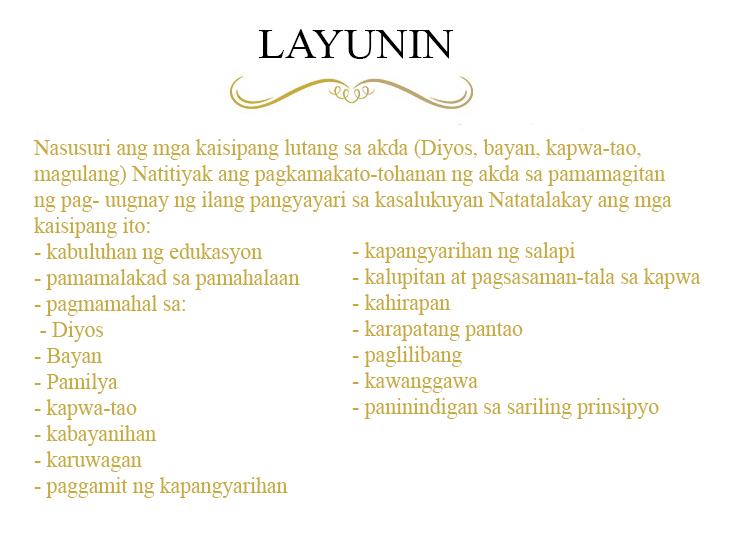 LAYUNIN
Nasusuri ang mga kaisipang lutang sa akda (Diyos, bayan, kapwa-tao,
magulang) Natitiyak ang pagkamakato-tohanan ng akda sa pamamagitan
ng pag- uugnay ng ilang pangyayari sa kasalukuyan Natatalakay ang mga
kaisipang ito:
- kabuluhan ng edukasyon
- pamamalakad sa pamahalaan
- pagmamahal sa:
- Diyos
- Bayan
- Pamilya
- kapwa-tao
- kabayanihan
- karuwagan
- paggamit ng kapangyarihan
- kapangyarihan ng salapi
- kalupitan at pagsasaman-tala sa kapwa
- kahirapan
- karapatang pantao
- paglilibang
- kawanggawa
- paninindigan sa sariling prinsipyo